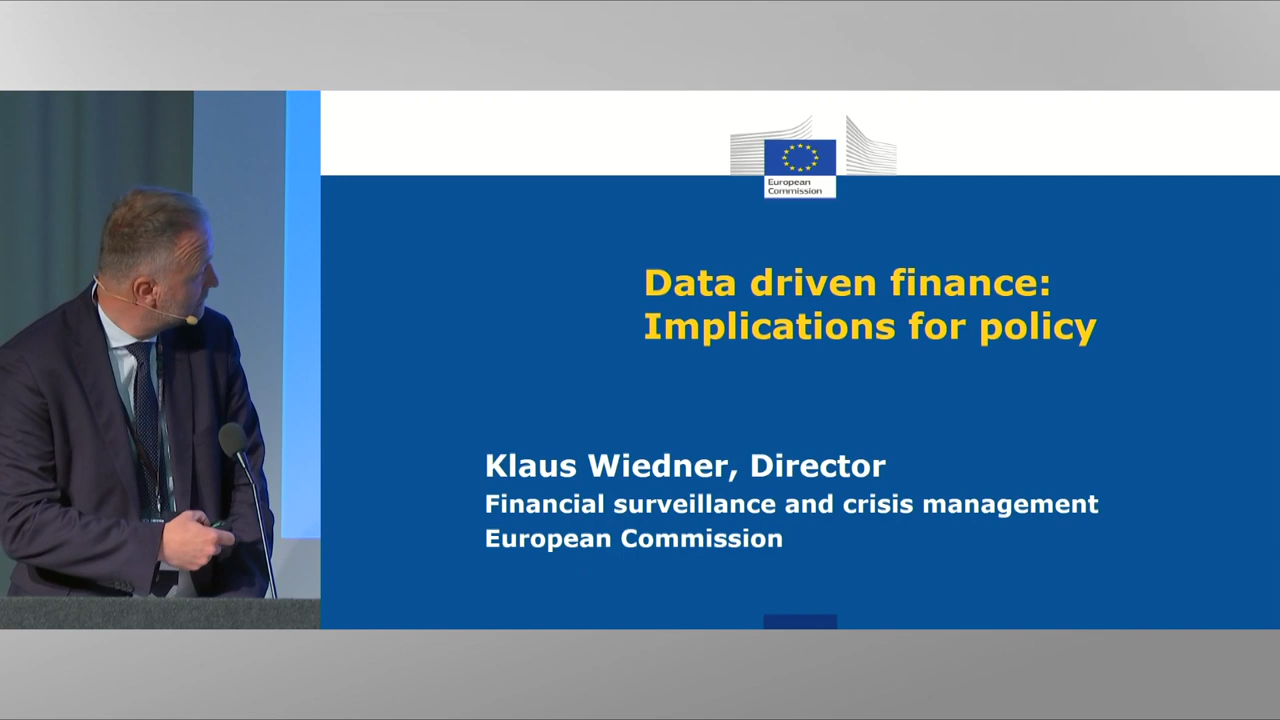 European
Commission
Data driven finance:
Implications for policy
Klaus Wiedner, Director
Financial surveillance and crisis management
European Commission